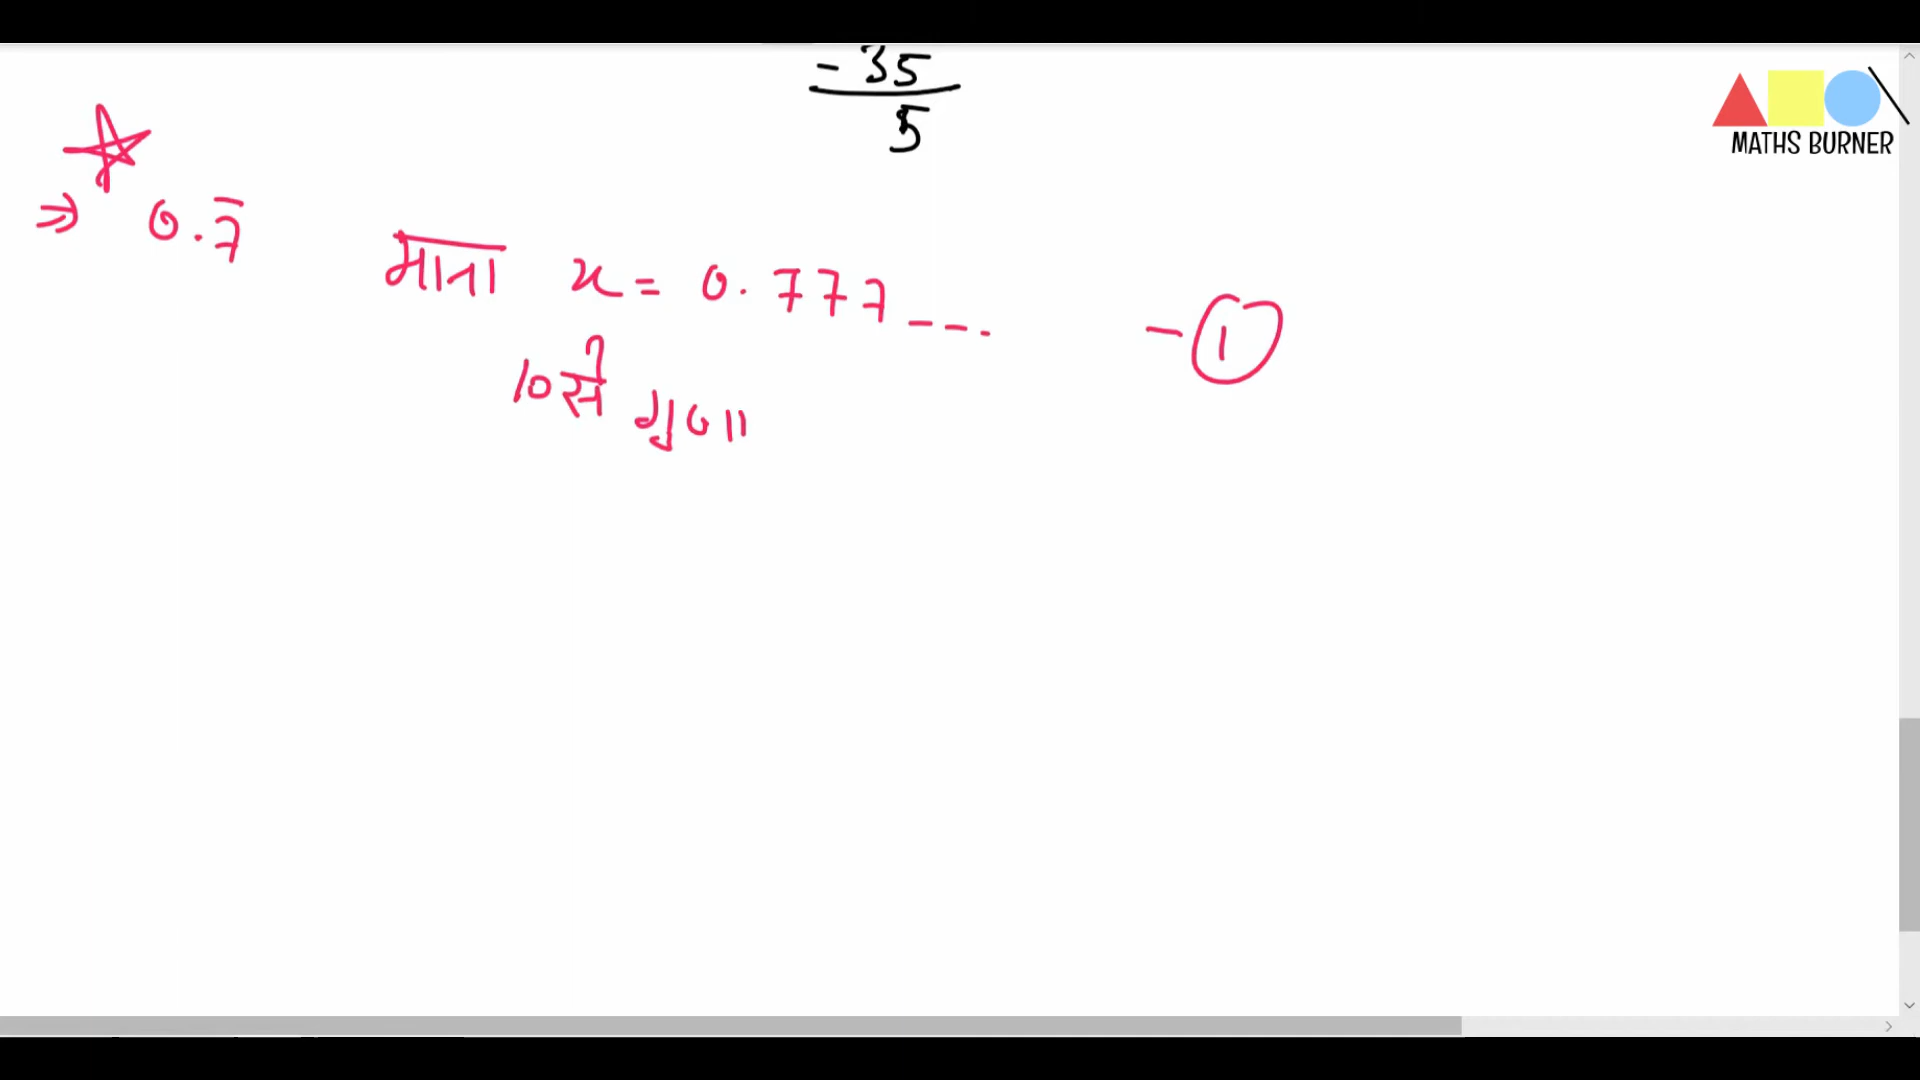 - 35
5
MATHS BURNER
⇒ 0.7̅
माना x = 0.777---- - ①
10 से गुणा